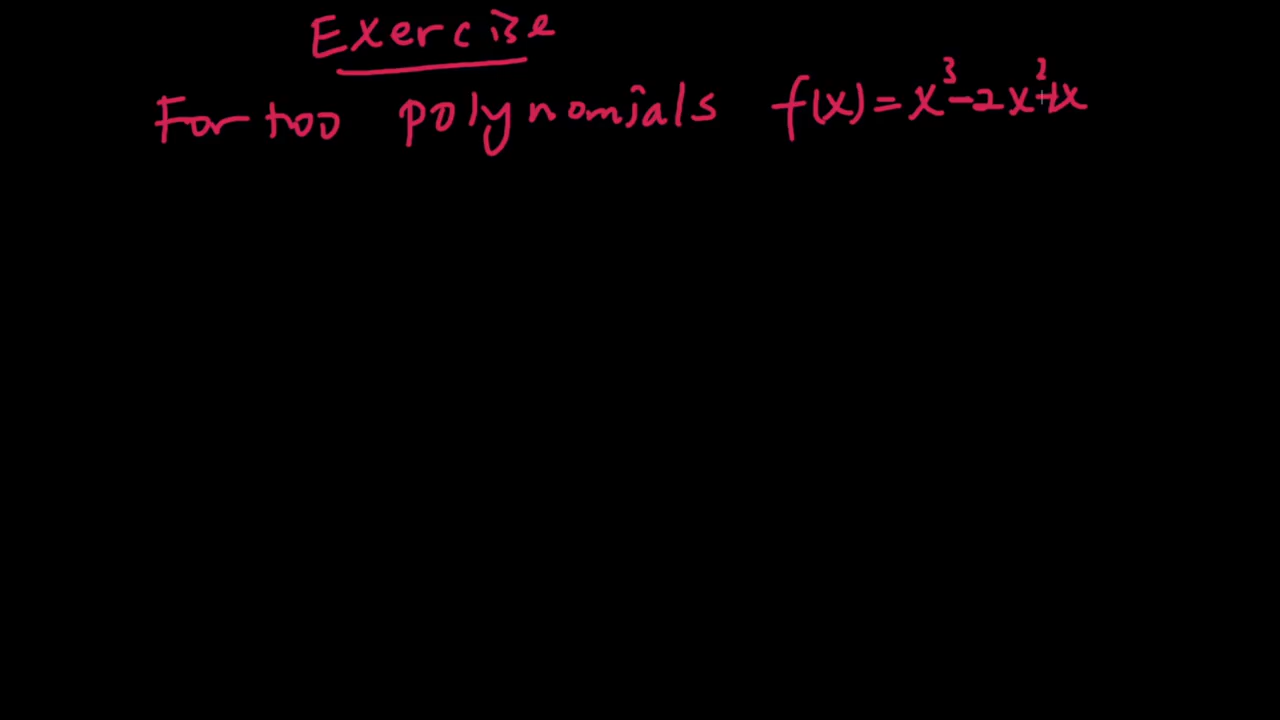 Exercise
For two polynomials f(x) = x³-2x²+x